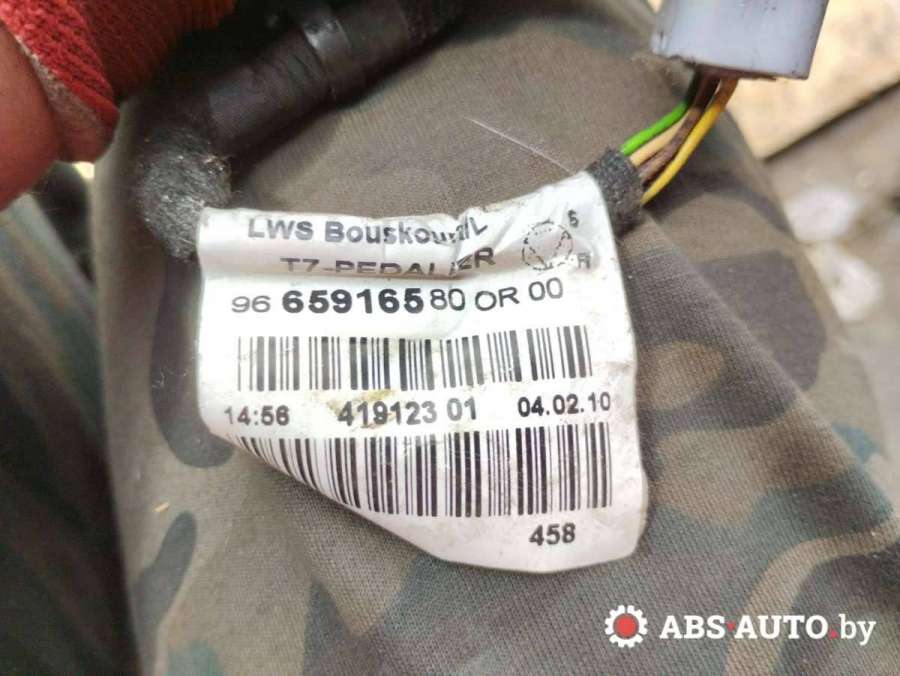 LWS Bouskoura/L
T7-PEDALIER
6
R
96 659165 80 OR 00
14:56 419123 01 04.02.10
458
ABS-AUTO.by